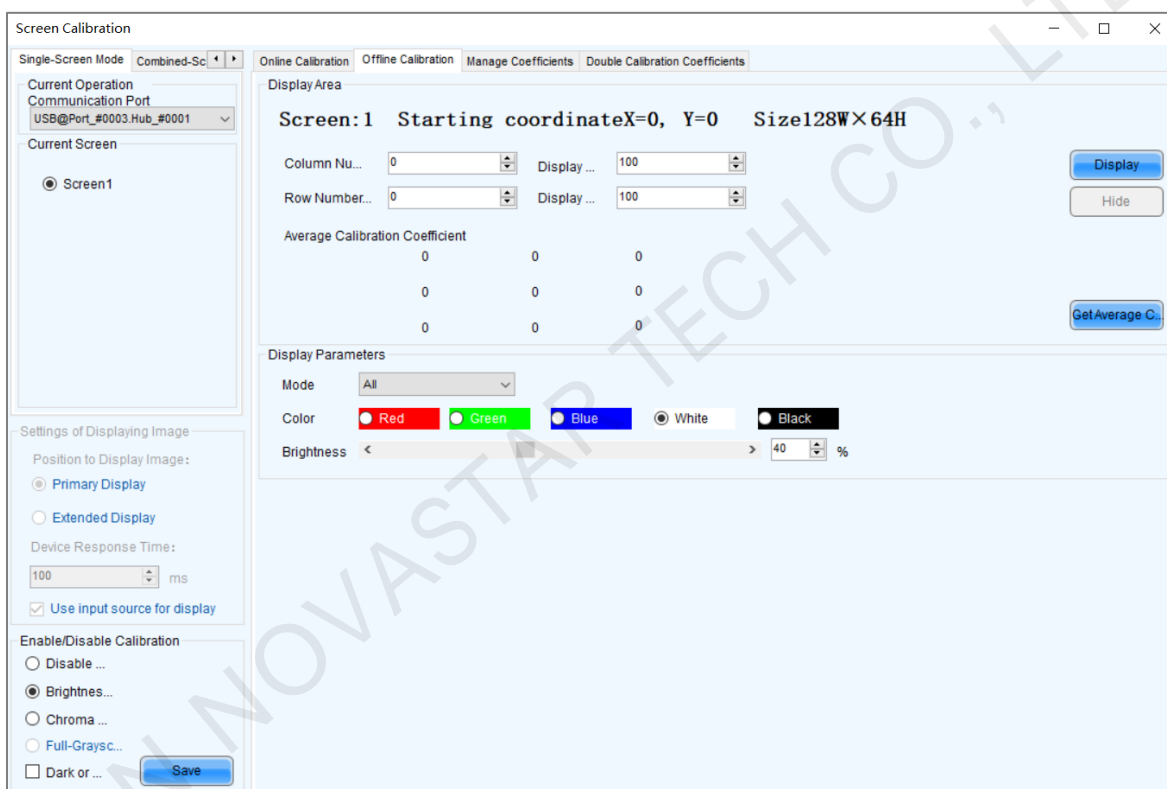 Screen Calibration
Single-Screen Mode
Combined-Sc
Current Operation
Communication Port
USB@Port_#0003.Hub_#0001
Current Screen
Screen1
Settings of Displaying Image
Position to Display Image:
Primary Display
Extended Display
Device Response Time:
100 ms
Use input source for display
Enable/Disable Calibration
Disable ...
Brightnes...
Chroma ...
Full-Graysc...
Dark or ...
Save
Online Calibration
Offline Calibration
Manage Coefficients
Double Calibration Coefficients
Display Area
Screen:1 Starting coordinateX=0, Y=0 Size128W×64H
Column Nu... 0 Display ... 100
Display
Row Number... 0 Display ... 100
Hide
Average Calibration Coefficient
0 0 0
0 0 0
0 0 0
Get Average C...
Display Parameters
Mode All
Color Red Green Blue White Black
Brightness 40 %
N NOVASTAR TECH CO., LT